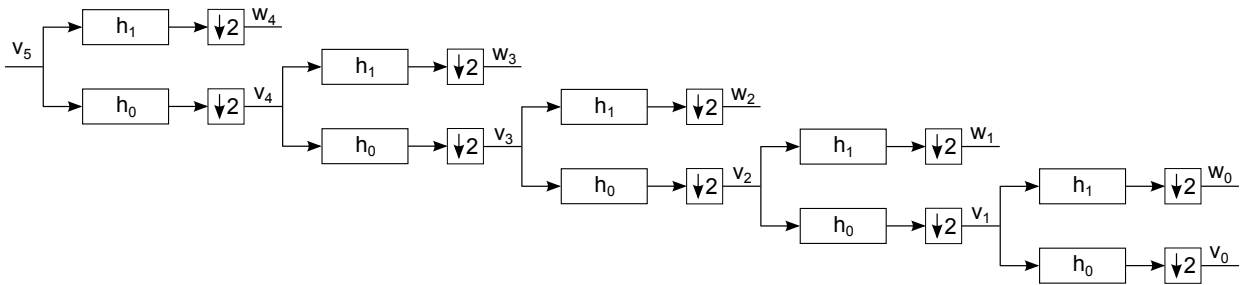 v₅ h₁ ↓2 w₄
h₀ ↓2 v₄
h₁ ↓2 w₃
h₀ ↓2 v₃
h₁ ↓2 w₂
h₀ ↓2 v₂
h₁ ↓2 w₁
h₀ ↓2 v₁
h₁ ↓2 w₀
h₀ ↓2 v₀